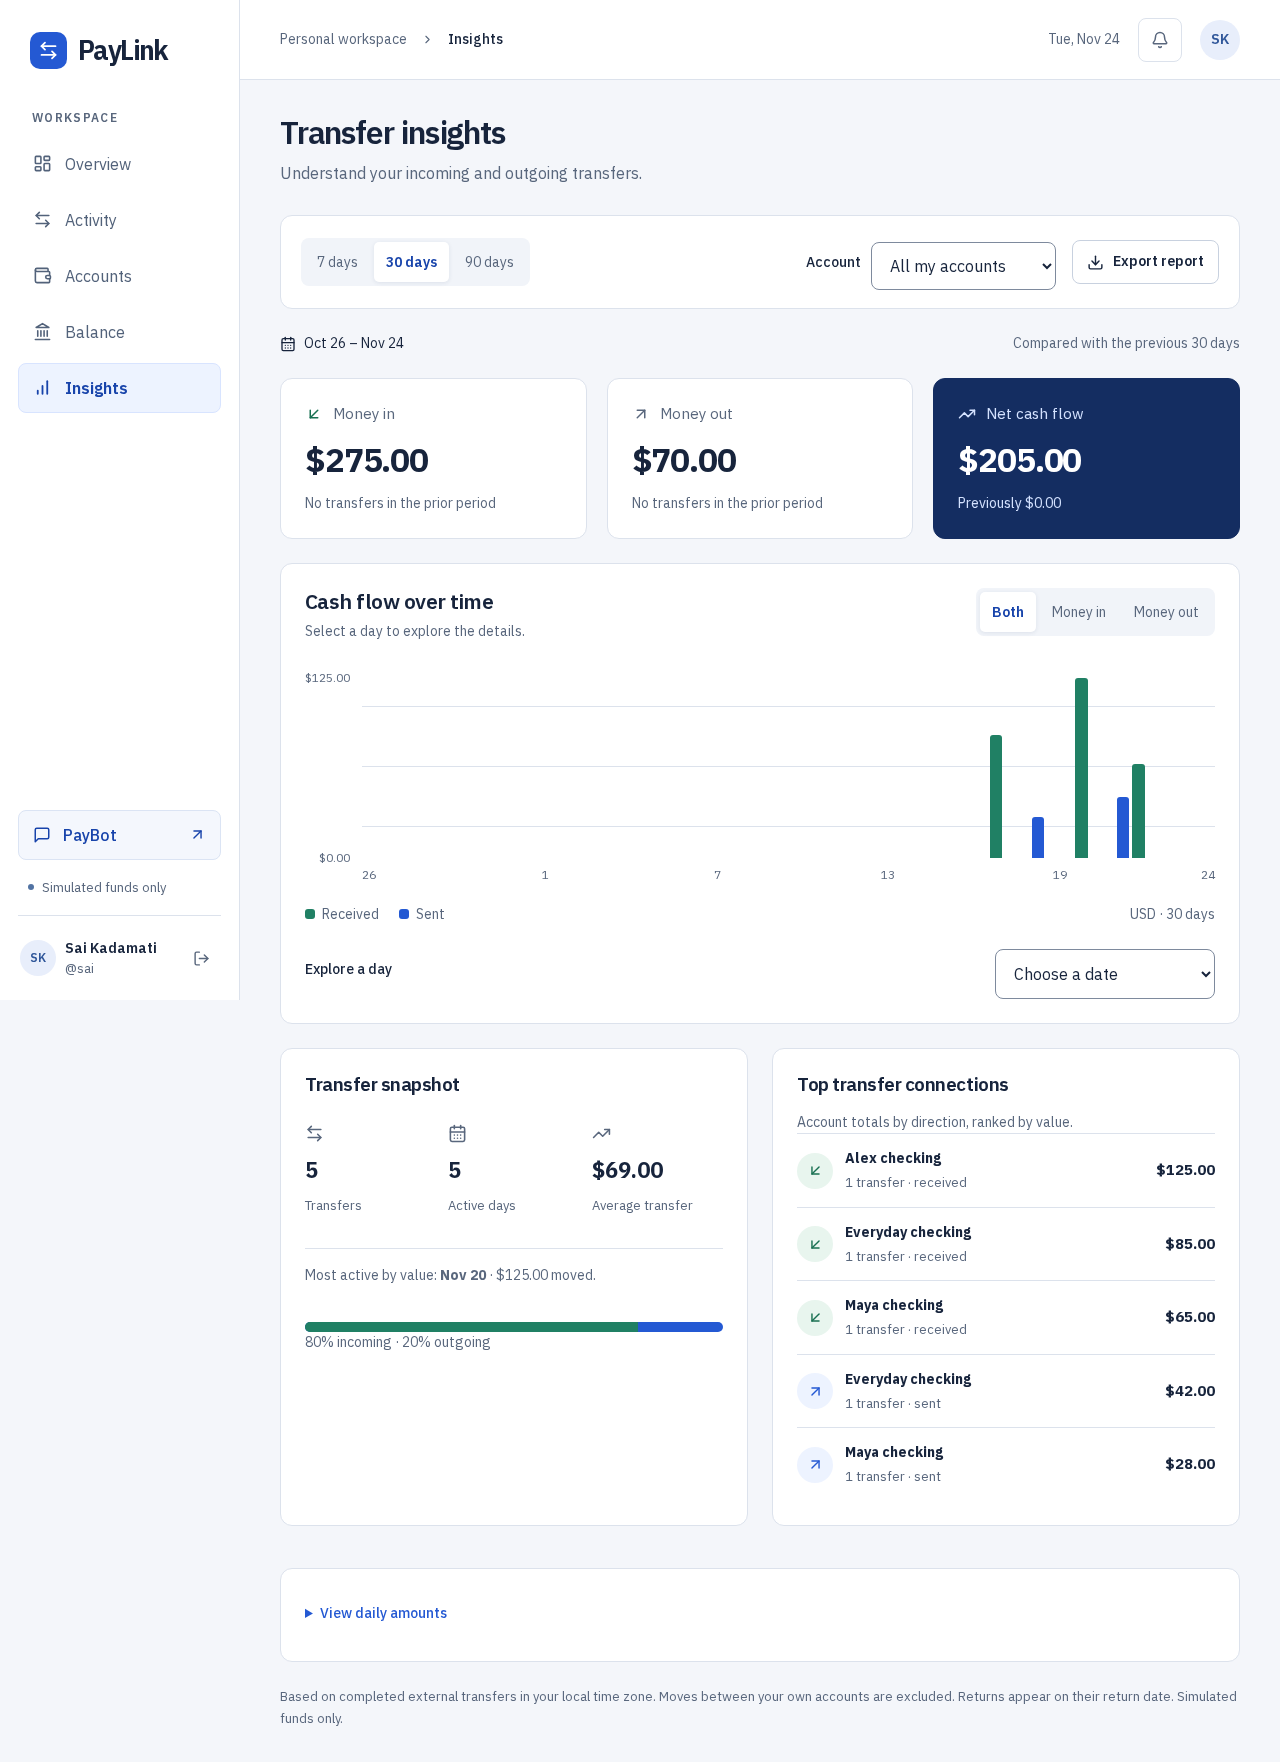 PayLink
WORKSPACE
Overview
Activity
Accounts
Balance
Insights
PayBot
Simulated funds only
SK
Sai Kadamati
@sai
Personal workspace
Insights
Tue, Nov 24
SK
Transfer insights
Understand your incoming and outgoing transfers.
7 days
30 days
90 days
Account
All my accounts
Export report
Oct 26 – Nov 24
Compared with the previous 30 days
Money in
$275.00
No transfers in the prior period
Money out
$70.00
No transfers in the prior period
Net cash flow
$205.00
Previously $0.00
Cash flow over time
Select a day to explore the details.
Both
Money in
Money out
$125.00
$0.00
26
1
7
13
19
24
Received
Sent
USD · 30 days
Explore a day
Choose a date
Transfer snapshot
5
Transfers
5
Active days
$69.00
Average transfer
Most active by value: Nov 20 · $125.00 moved.
80% incoming · 20% outgoing
Top transfer connections
Account totals by direction, ranked by value.
Alex checking
1 transfer · received
$125.00
Everyday checking
1 transfer · received
$85.00
Maya checking
1 transfer · received
$65.00
Everyday checking
1 transfer · sent
$42.00
Maya checking
1 transfer · sent
$28.00
View daily amounts
Based on completed external transfers in your local time zone. Moves between your own accounts are excluded. Returns appear on their return date. Simulated
funds only.